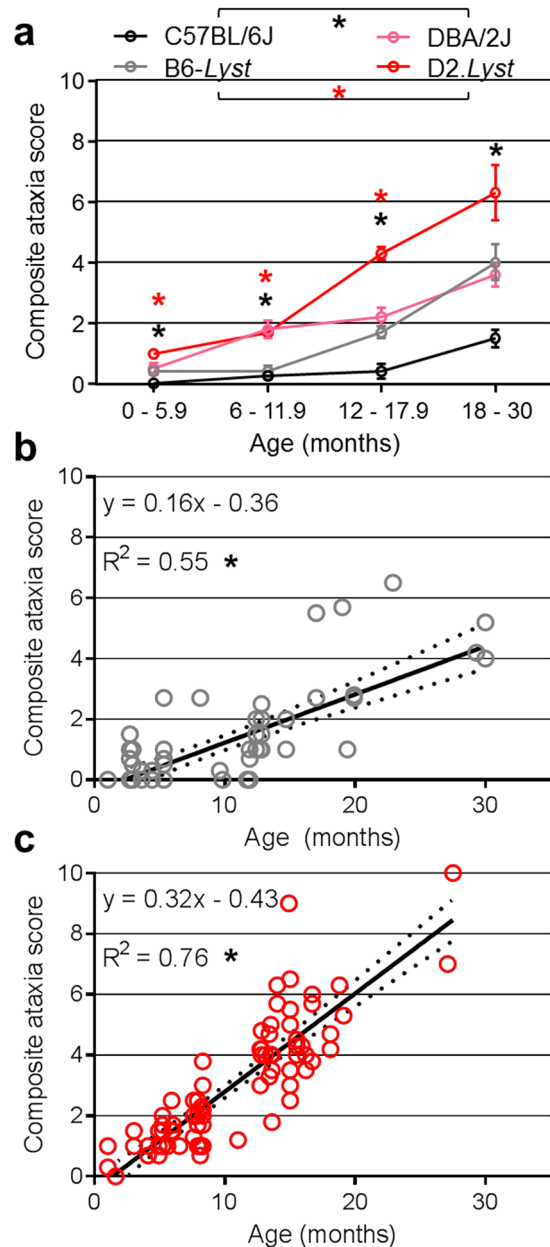 a
C57BL/6J * DBA/2J
B6-Lyst D2.Lyst
*
10
8
6
4
2
0
Composite ataxia score
* * * *
* * *
0 - 5.9 6 - 11.9 12 - 17.9 18 - 30
Age (months)
b
10
8
6
4
2
0
Composite ataxia score
y = 0.16x - 0.36
R² = 0.55 *
0 10 20 30
Age (months)
c
10
8
6
4
2
0
Composite ataxia score
y = 0.32x - 0.43
R² = 0.76 *
0 10 20 30
Age (months)